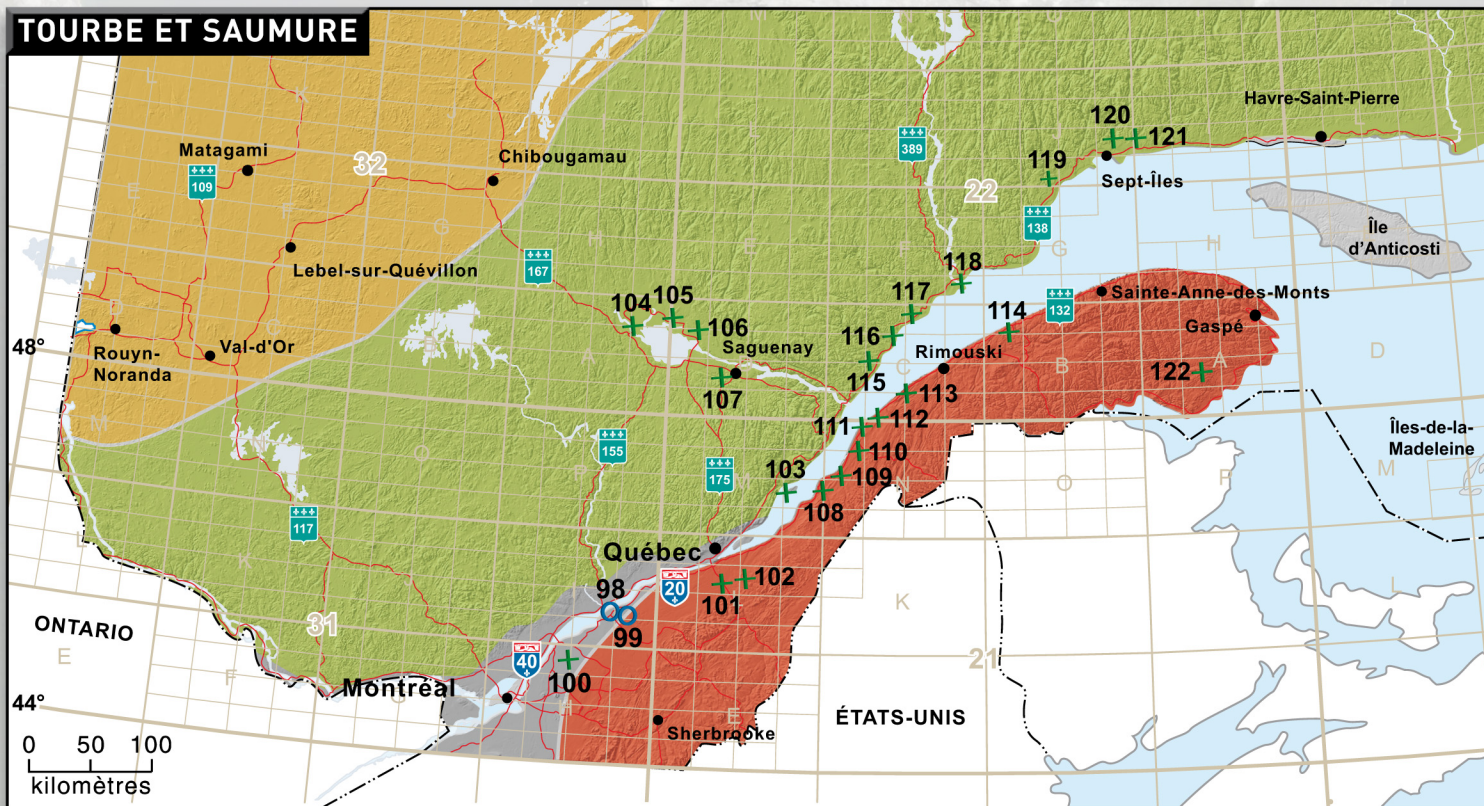 TOURBE ET SAUMURE
Havre-Saint-Pierre
120
121
Matagami
32
Chibougamau
389
119
109
22
Sept-Îles
E
F
G
138
Île
d'Anticosti
H
E
F
G
H
Lebel-sur-Quévillon
167
118
117
Sainte-Anne-des-Monts
132
104
105
106
114
Gaspé
116
Saguenay
Rimouski
48°
Rouyn-
Noranda
Val-d'Or
D
C
B
A
D
C
B
A
107
115
113
122
112
111
Îles-de-la-
Madeleine
M
N
O
P
110
155
175
103
109
M
N
O
P
M
108
117
L
K
Québec
98
20
101
102
L
K
99
ONTARIO
31
E
F
G
H
40
100
21
Montréal
44°
ÉTATS-UNIS
E
Sherbrooke
0 50 100
kilomètres